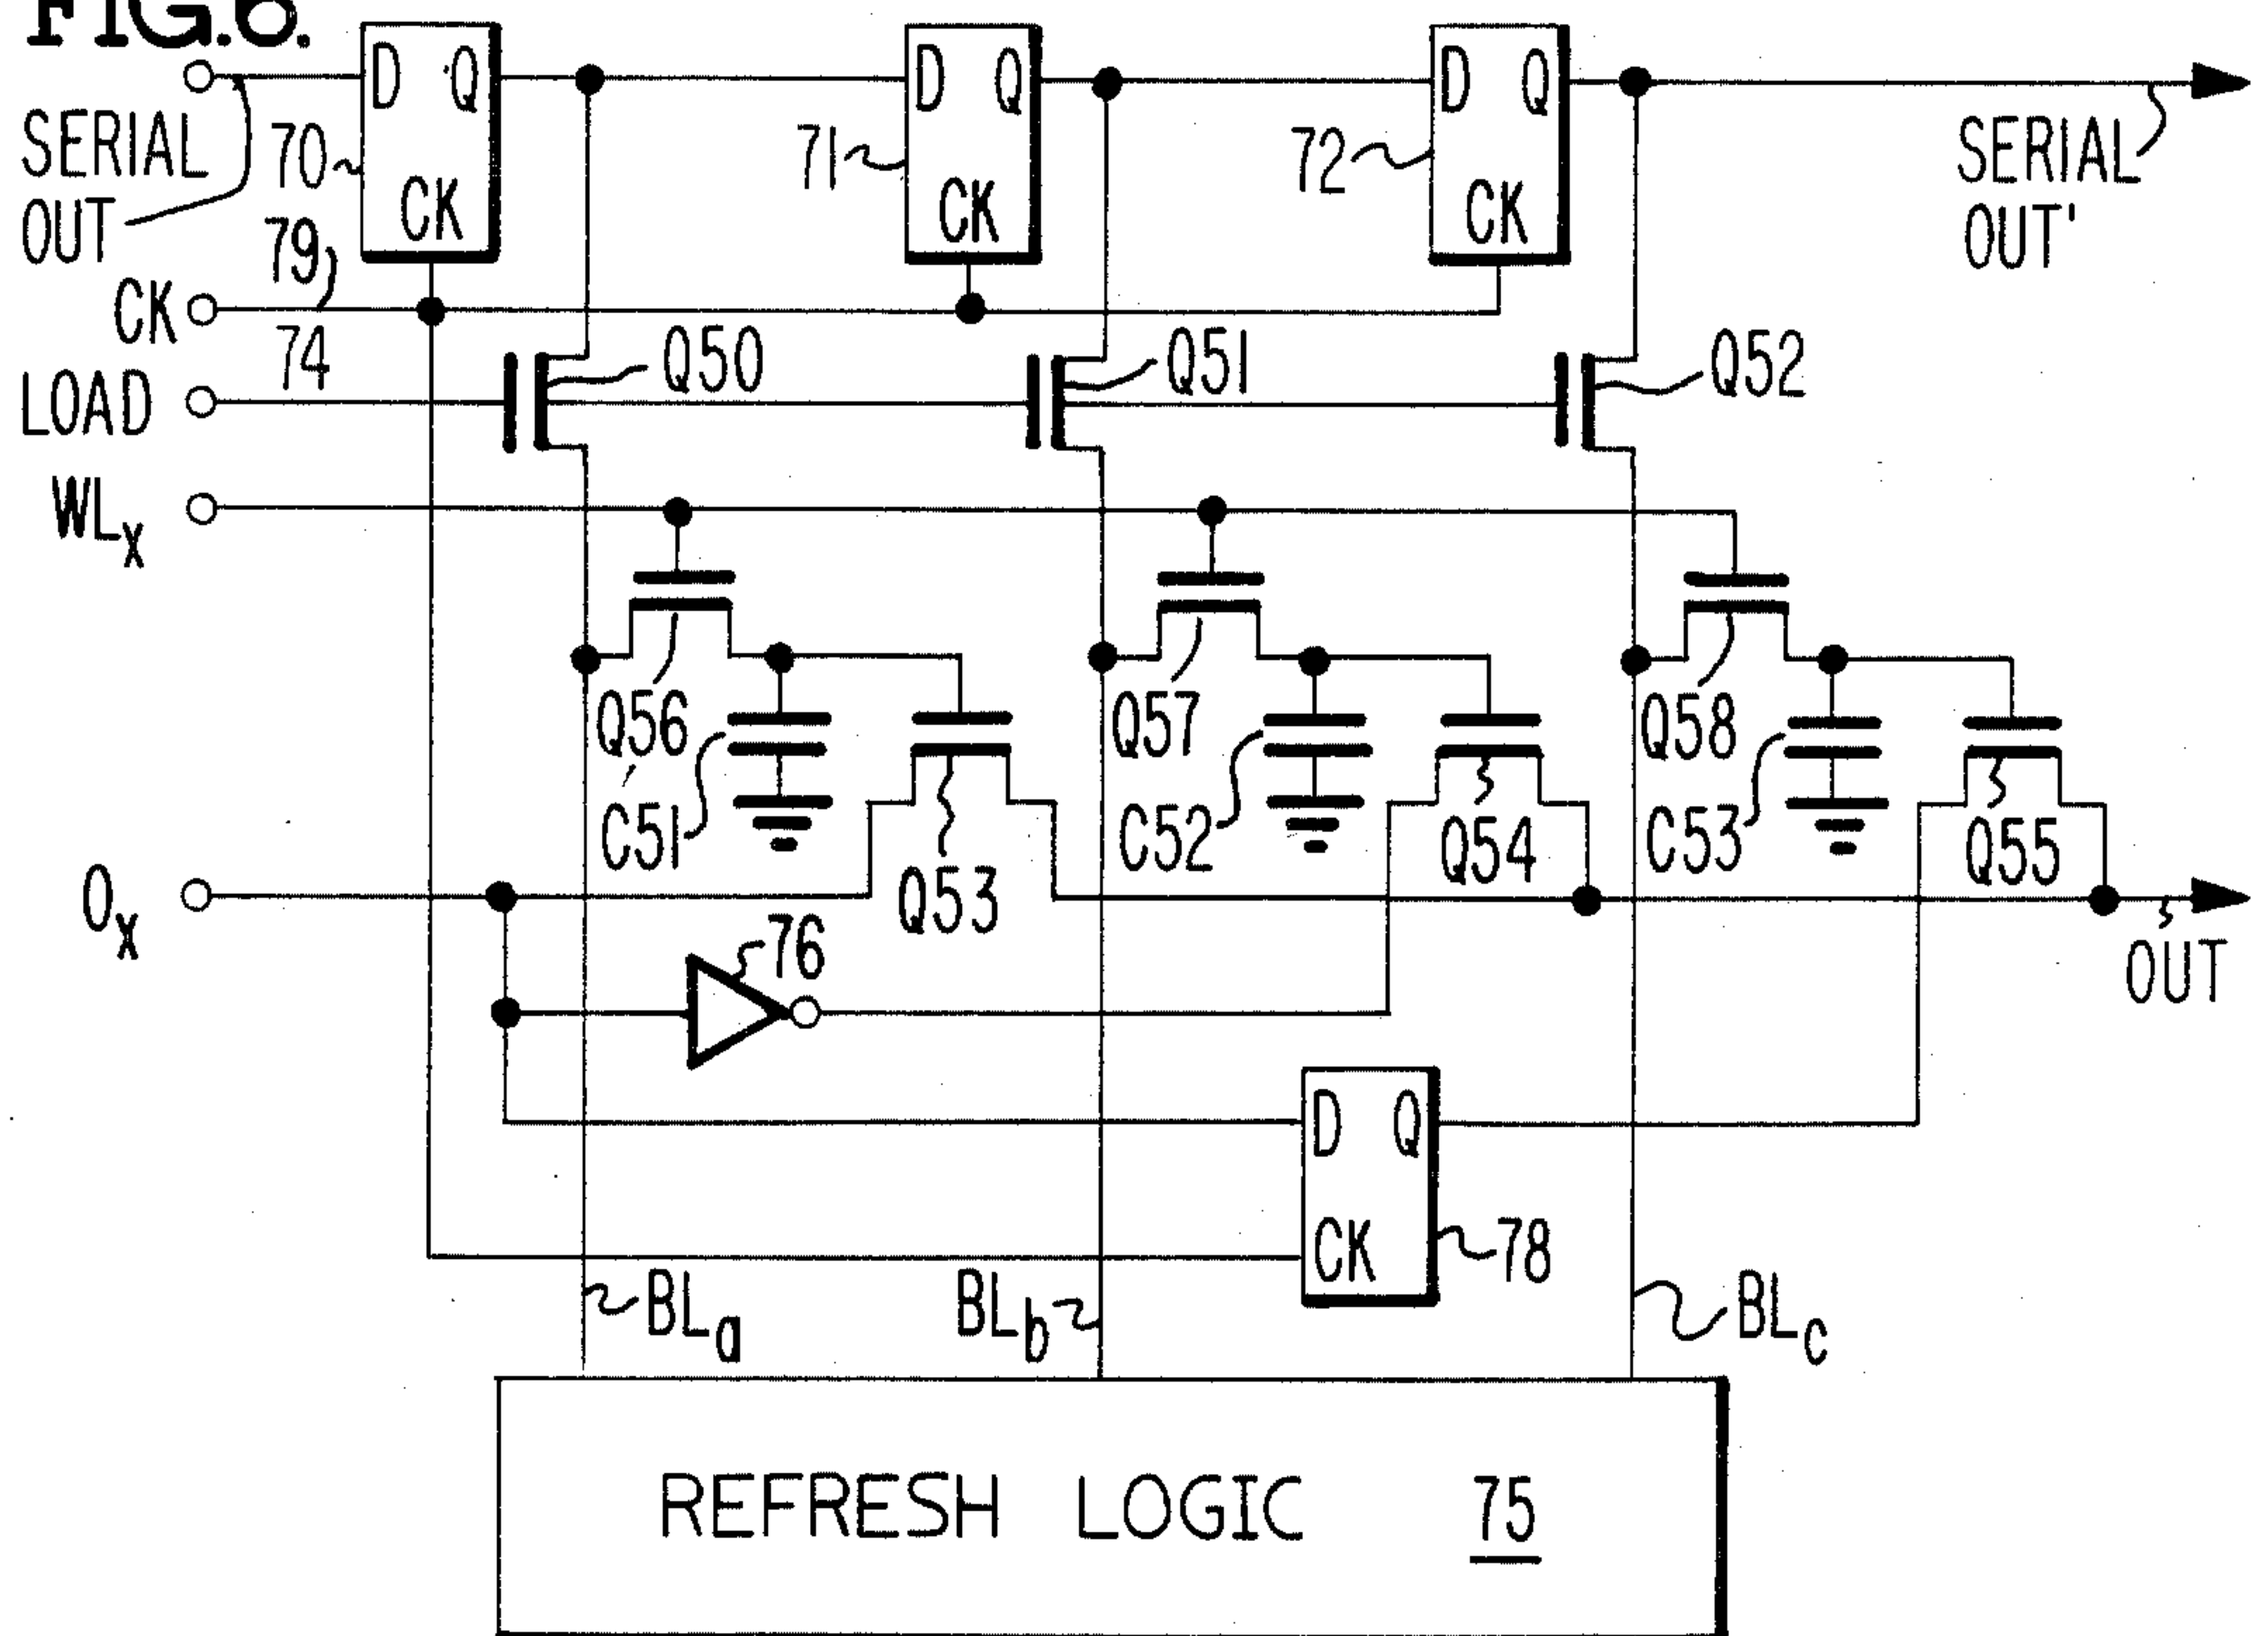 FIG.6.
D Q
D Q
D Q
SERIAL
OUT
70
71
72
SERIAL
OUT'
CK
CK
CK
79
CK
74
Q50
Q51
Q52
LOAD
WLx
Q56
Q57
Q58
C51
C52
Q54
C53
Q55
Ox
Q53
76
OUT
D Q
CK
78
BLa
BLb
BLc
REFRESH LOGIC 75